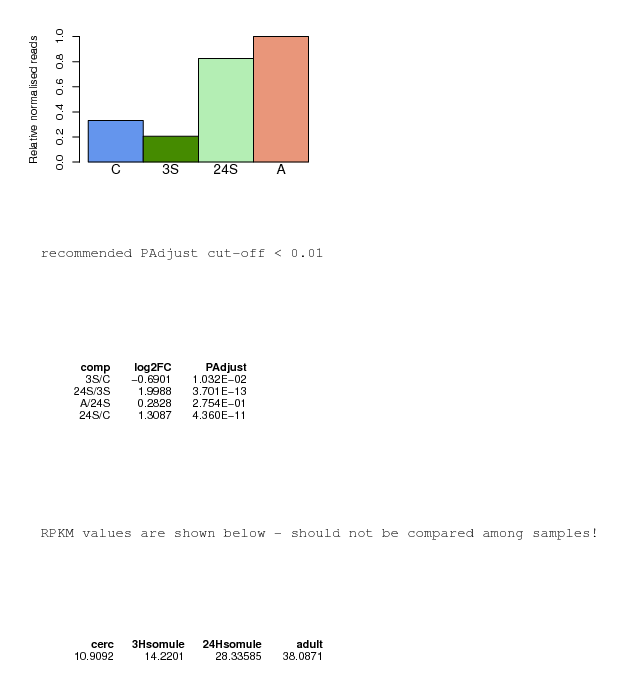 Relative normalised reads
1.0
0.8
0.6
0.4
0.2
0.0
C 3S 24S A
recommended PAdjust cut-off < 0.01
comp log2FC PAdjust
3S/C −0.6901 1.032E−02
24S/3S 1.9988 3.701E−13
A/24S 0.2828 2.754E−01
24S/C 1.3087 4.360E−11
RPKM values are shown below - should not be compared among samples!
cerc 3Hsomule 24Hsomule adult
10.9092 14.2201 28.33585 38.0871